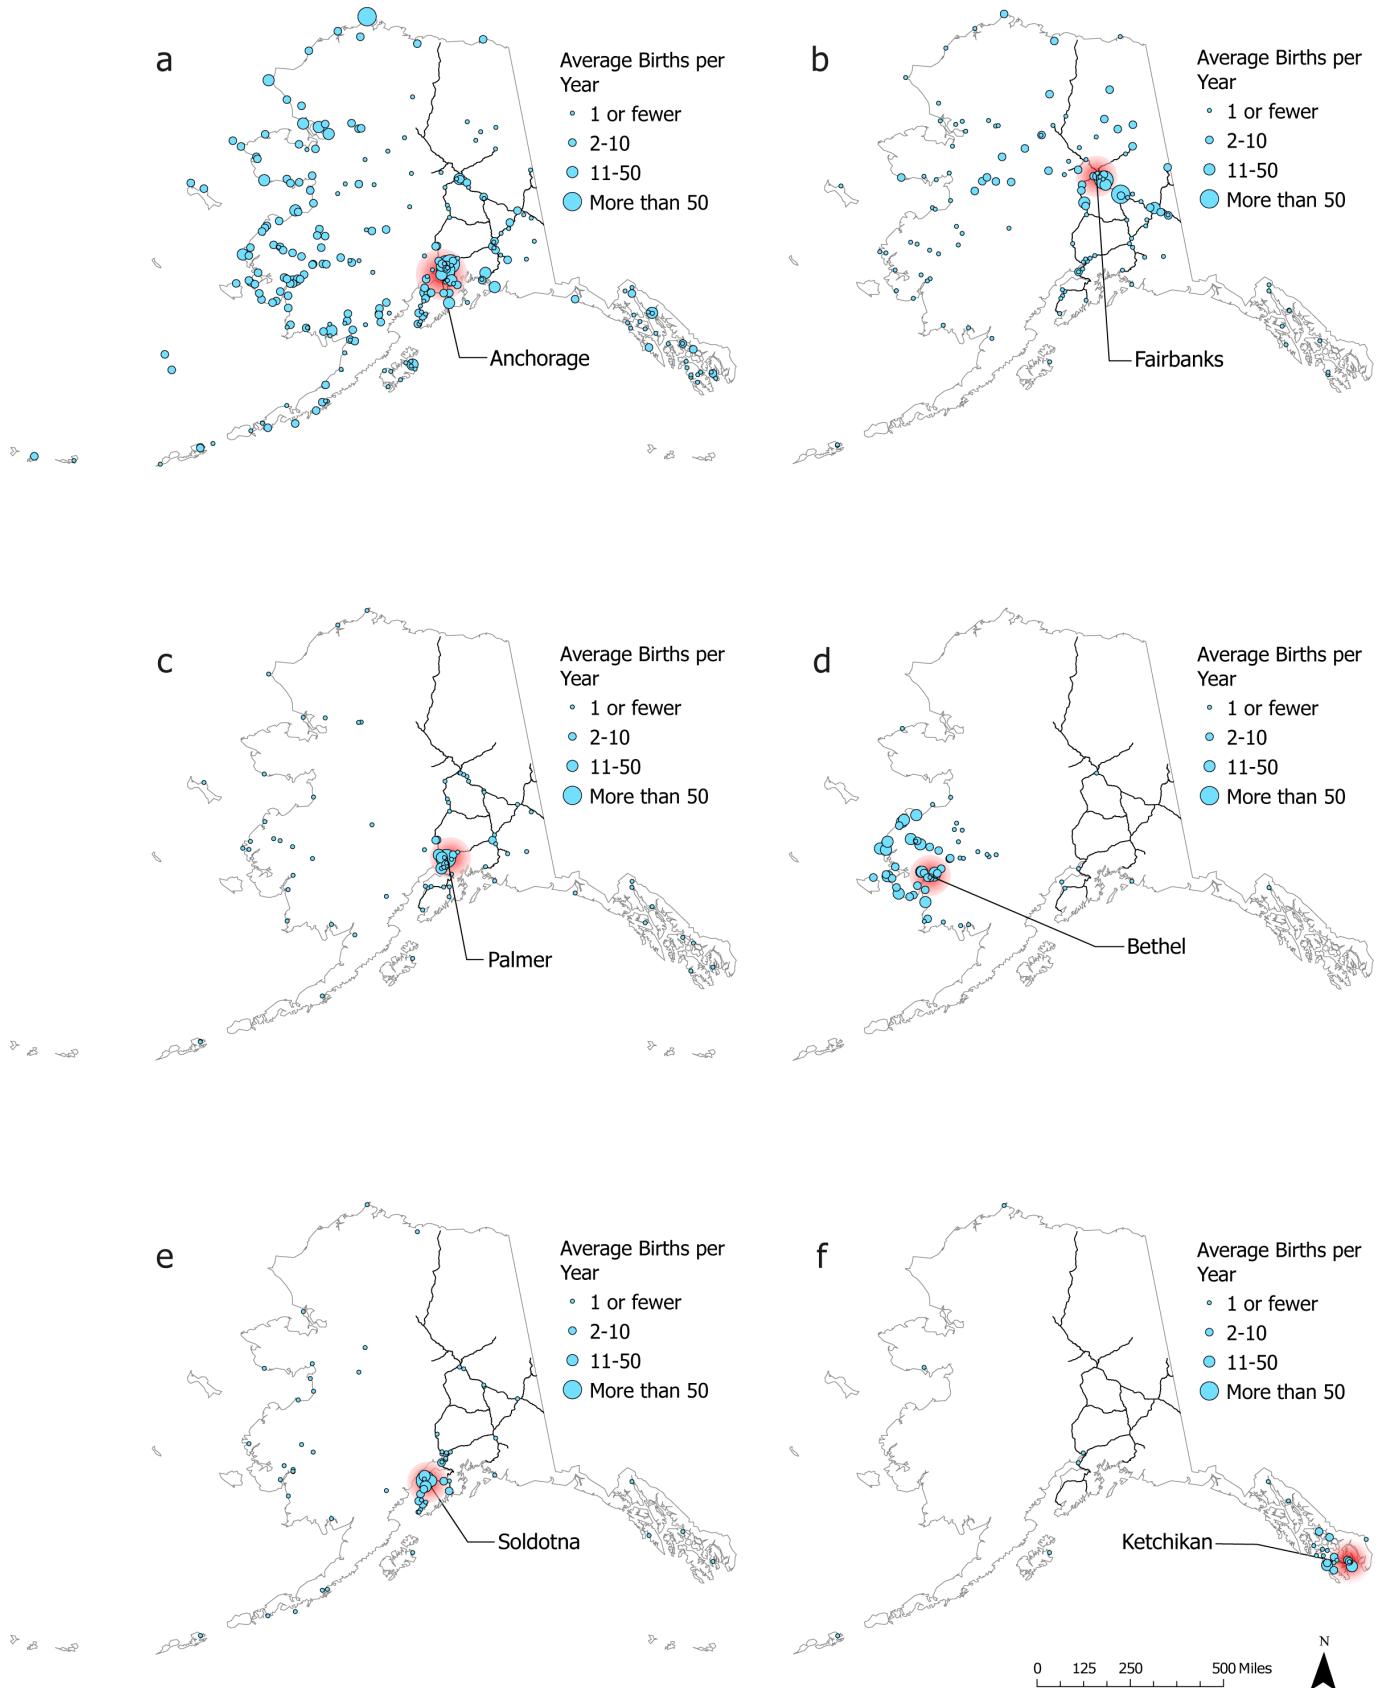 a
Average Births per
Year
1 or fewer
2-10
11-50
More than 50
Anchorage
b
Average Births per
Year
1 or fewer
2-10
11-50
More than 50
Fairbanks
c
Average Births per
Year
1 or fewer
2-10
11-50
More than 50
Palmer
d
Average Births per
Year
1 or fewer
2-10
11-50
More than 50
Bethel
e
Average Births per
Year
1 or fewer
2-10
11-50
More than 50
Soldotna
f
Average Births per
Year
1 or fewer
2-10
11-50
More than 50
Ketchikan
N
0 125 250 500 Miles